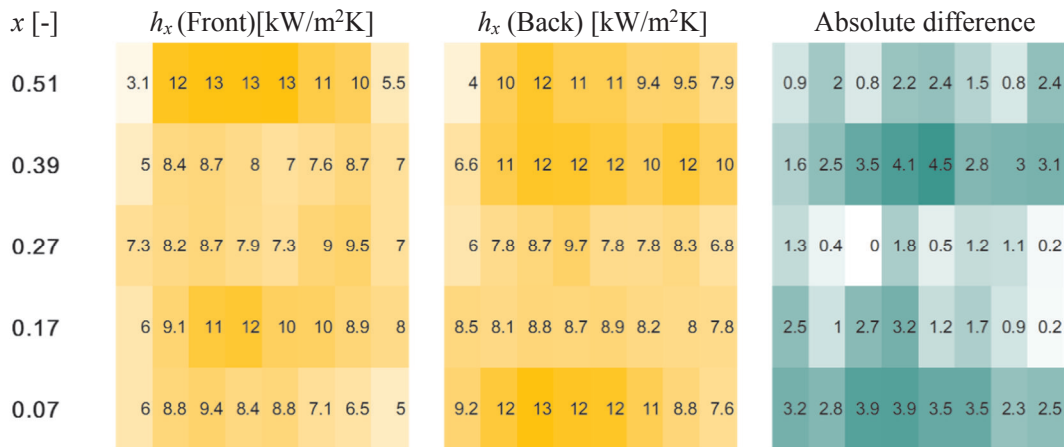 x [-] hₓ (Front)[kW/m²K] hₓ (Back) [kW/m²K] Absolute difference
0.51 3.1 12 13 13 13 11 10 5.5 4 10 12 11 11 9.4 9.5 7.9 0.9 2 0.8 2.2 2.4 1.5 0.8 2.4
0.39 5 8.4 8.7 8 7 7.6 8.7 7 6.6 11 12 12 12 10 12 10 1.6 2.5 3.5 4.1 4.5 2.8 3 3.1
0.27 7.3 8.2 8.7 7.9 7.3 9 9.5 7 6 7.8 8.7 9.7 7.8 7.8 8.3 6.8 1.3 0.4 0 1.8 0.5 1.2 1.1 0.2
0.17 6 9.1 11 12 10 10 8.9 8 8.5 8.1 8.8 8.7 8.9 8.2 8 7.8 2.5 1 2.7 3.2 1.2 1.7 0.9 0.2
0.07 6 8.8 9.4 8.4 8.8 7.1 6.5 5 9.2 12 13 12 12 11 8.8 7.6 3.2 2.8 3.9 3.9 3.5 3.5 2.3 2.5